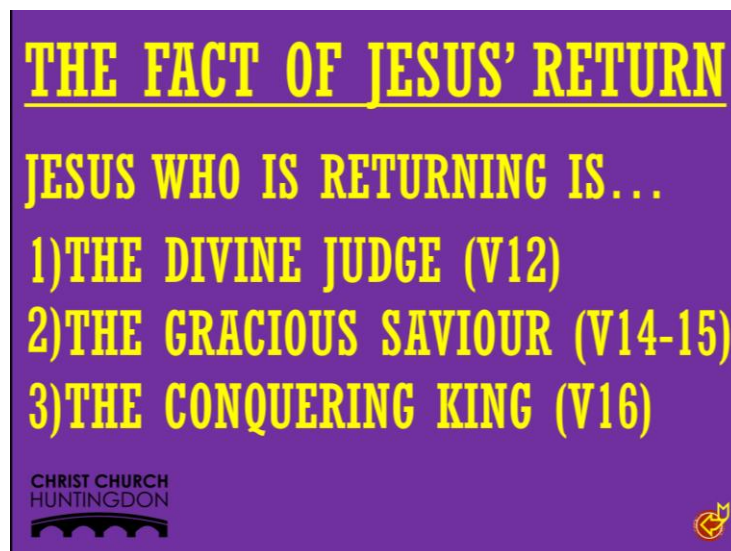 THE FACT OF JESUS’ RETURN
JESUS WHO IS RETURNING IS...
1)THE DIVINE JUDGE (V12)
2)THE GRACIOUS SAVIOUR (V14-15)
3)THE CONQUERING KING (V16)
CHRIST CHURCH
HUNTINGDON